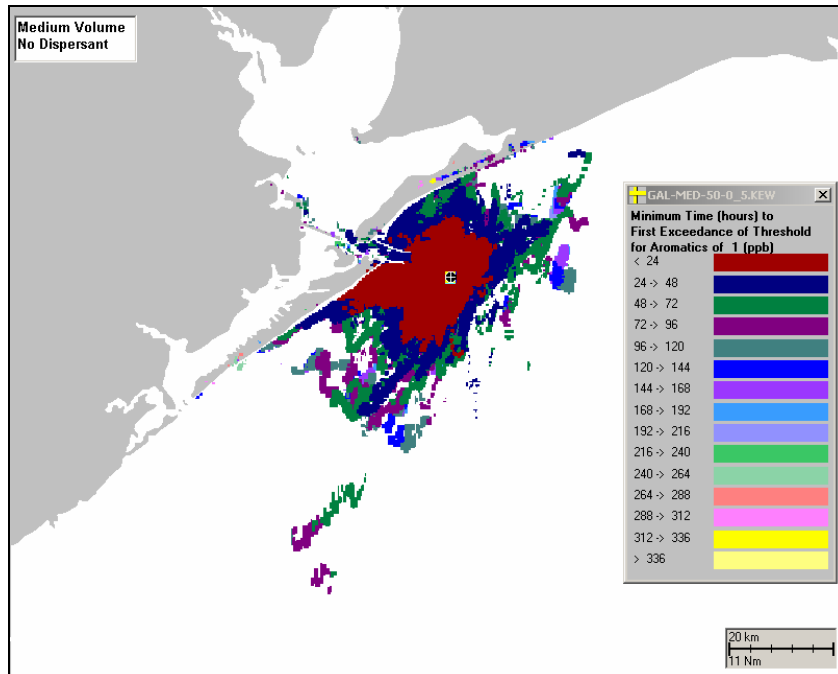 Medium Volume
No Dispersant
GAL-MED-50-0_5.KEW
Minimum Time (hours) to
First Exceedance of Threshold
for Aromatics of 1 (ppb)
< 24
24 -> 48
48 -> 72
72 -> 96
96 -> 120
120 -> 144
144 -> 168
168 -> 192
192 -> 216
216 -> 240
240 -> 264
264 -> 288
288 -> 312
312 -> 336
> 336
20 km
11 Nm